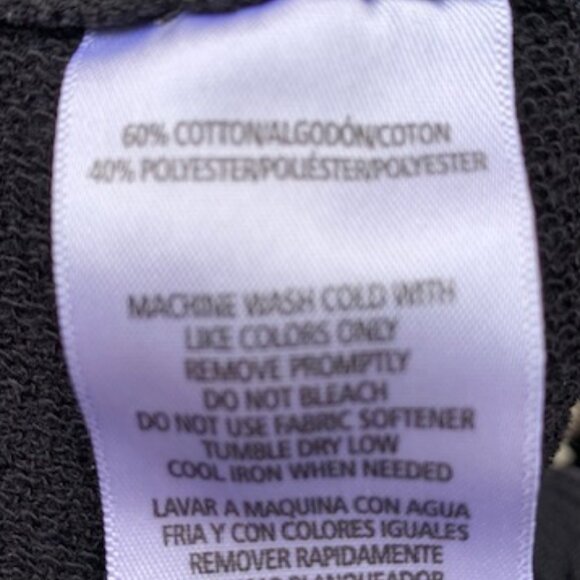 60% COTTON/ALGODÓN/COTON
40% POLYESTER/POLIÉSTER/POLYESTER
MACHINE WASH COLD WITH
LIKE COLORS ONLY
REMOVE PROMPTLY
DO NOT BLEACH
DO NOT USE FABRIC SOFTENER
TUMBLE DRY LOW
COOL IRON WHEN NEEDED
LAVAR A MAQUINA CON AGUA
FRIA Y CON COLORES IGUALES
REMOVER RAPIDAMENTE
BLANQUEADOR